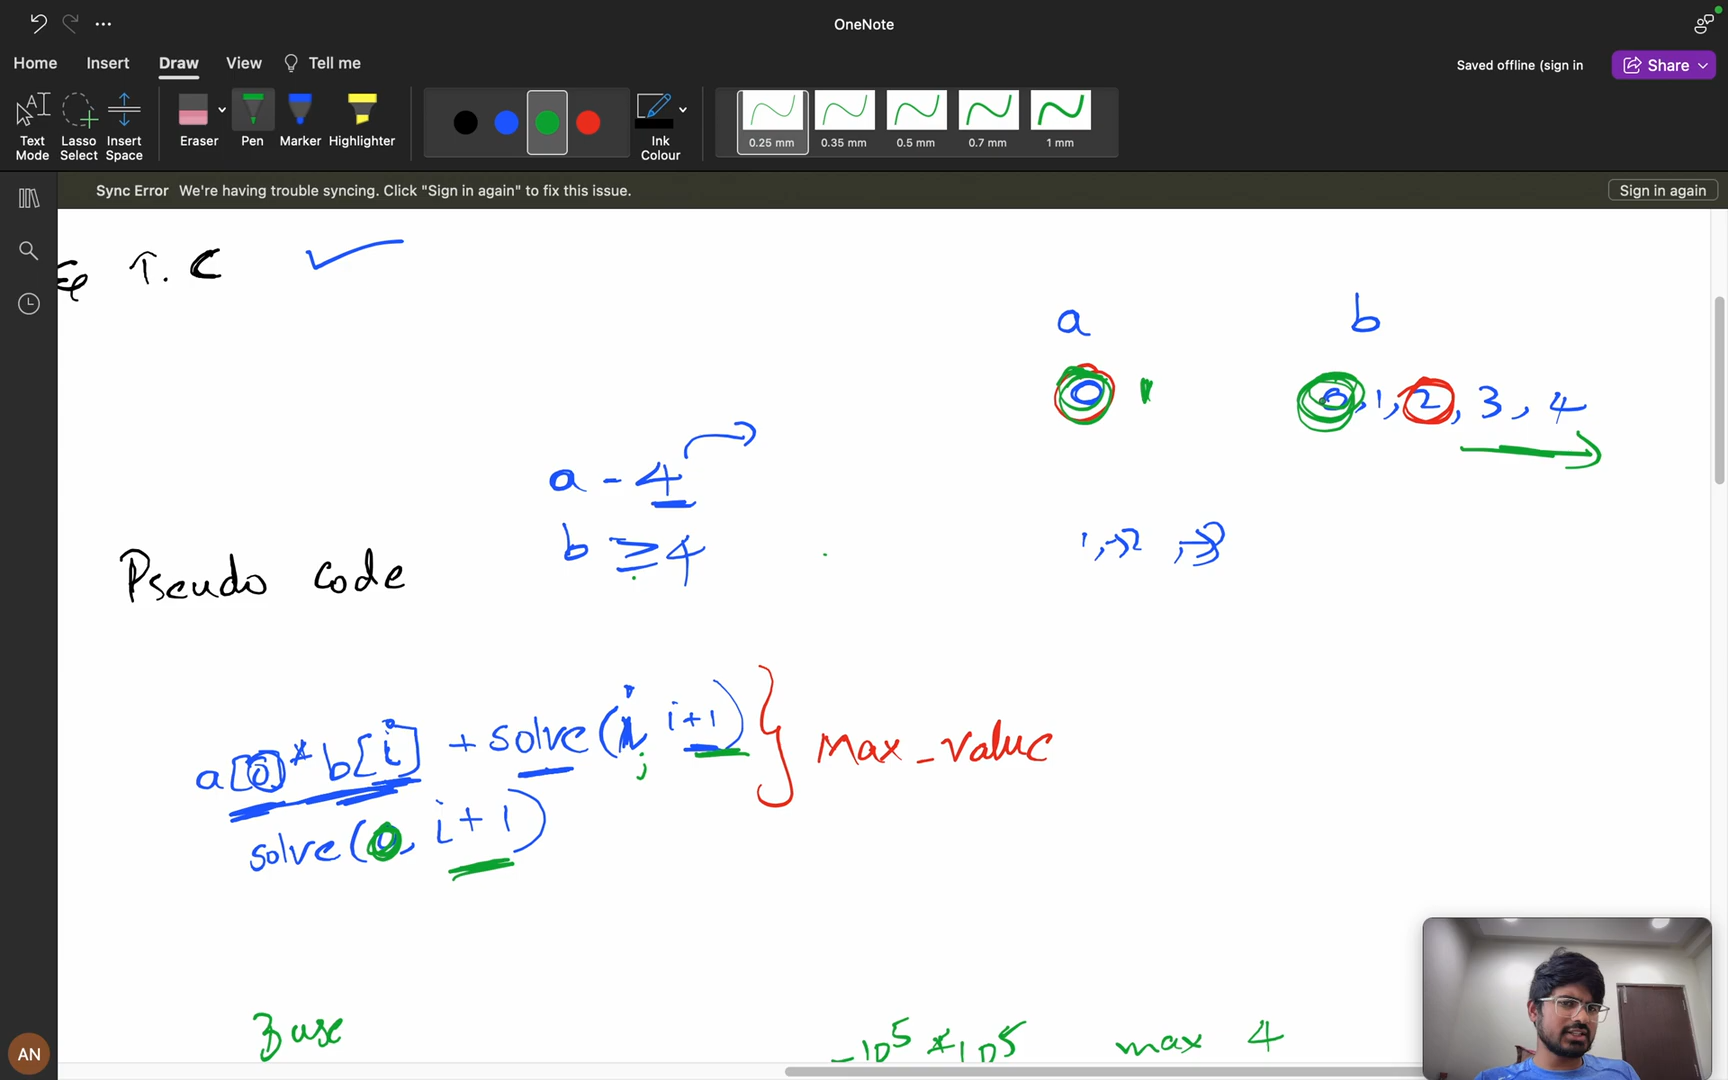 OneNote
Home Insert Draw View Tell me
Saved offline (sign in
Share
Text Mode
Lasso Select
Insert Space
Eraser
Pen
Marker
Highlighter
Ink Colour
0.25 mm
0.35 mm
0.5 mm
0.7 mm
1 mm
Sync Error We're having trouble syncing. Click "Sign in again" to fix this issue.
Sign in again
T. C
a b
0 0, 1, 2, 3, 4
a - 4
b ≥ 4
Pseudo code
a[0] * b[i] + solve( , i+1) } Max_value
solve(0, i+1)
Base
-10^5 * 10^5 max 4
AN